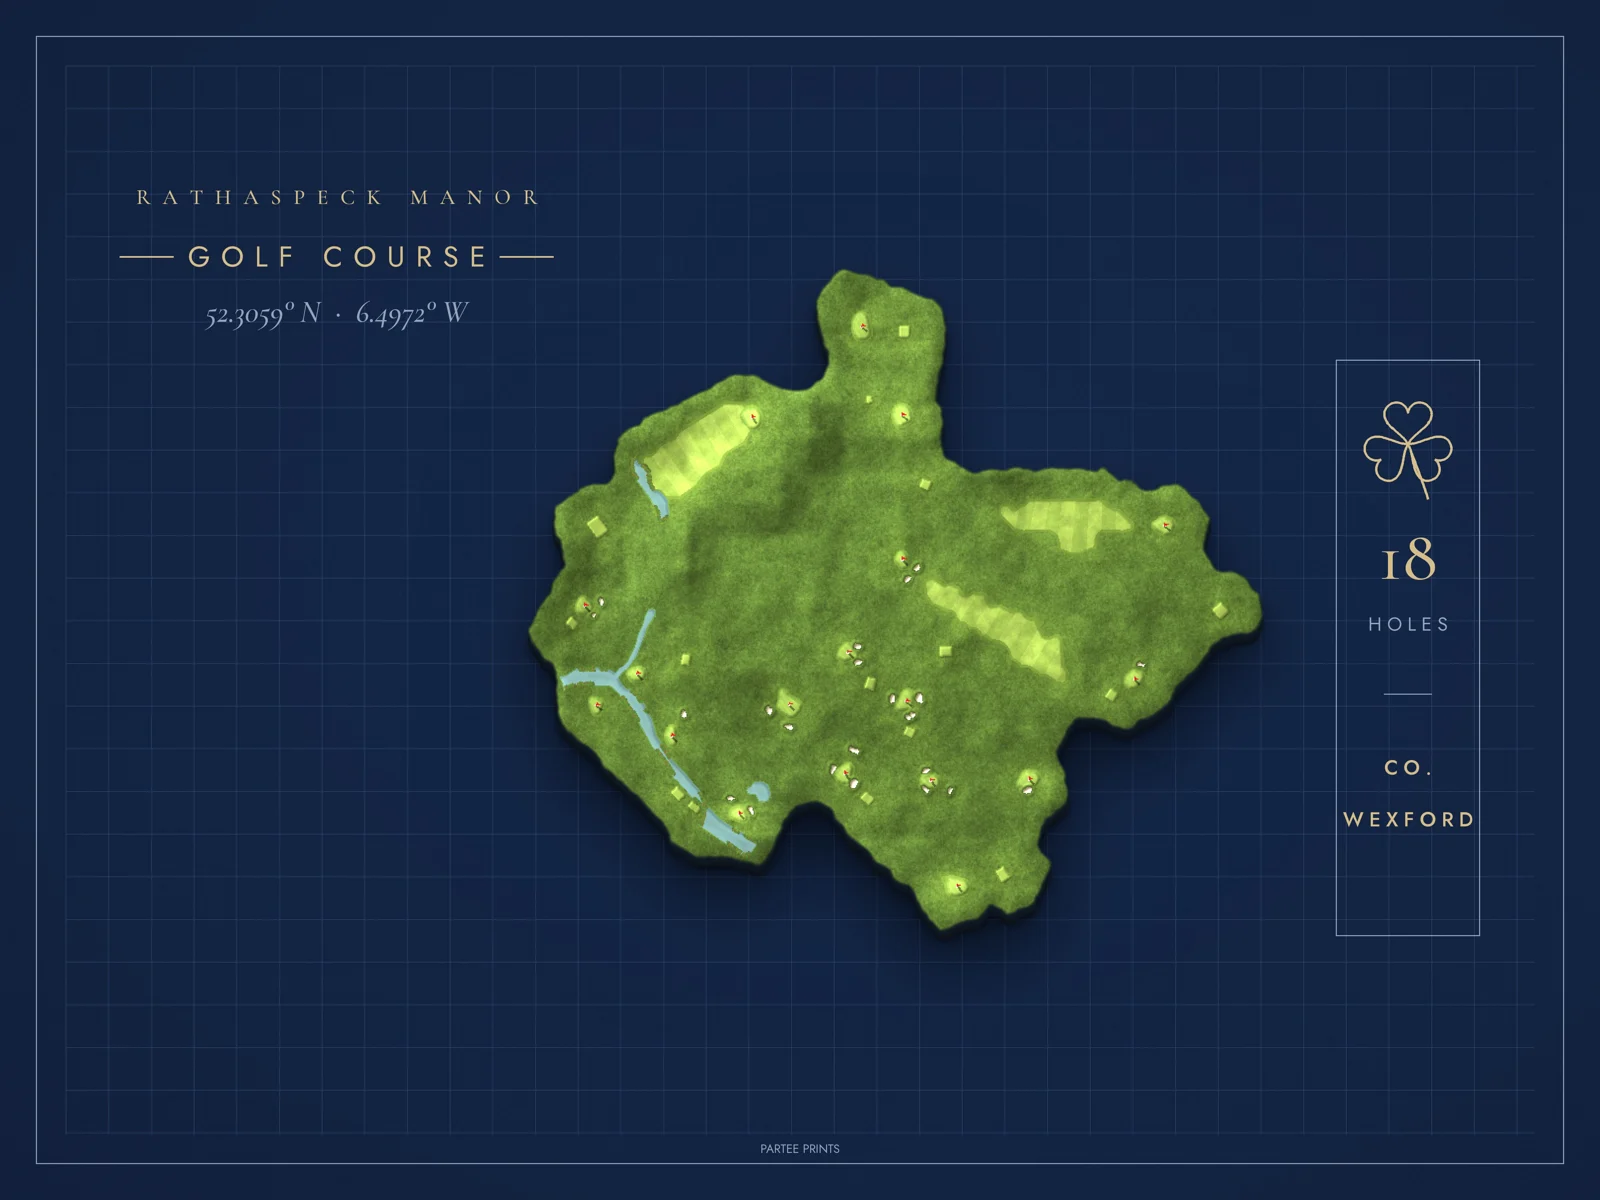 RATHASPECK MANOR
GOLF COURSE
52.3059° N · 6.4972° W
18
HOLES
CO.
WEXFORD
PARTEE PRINTS